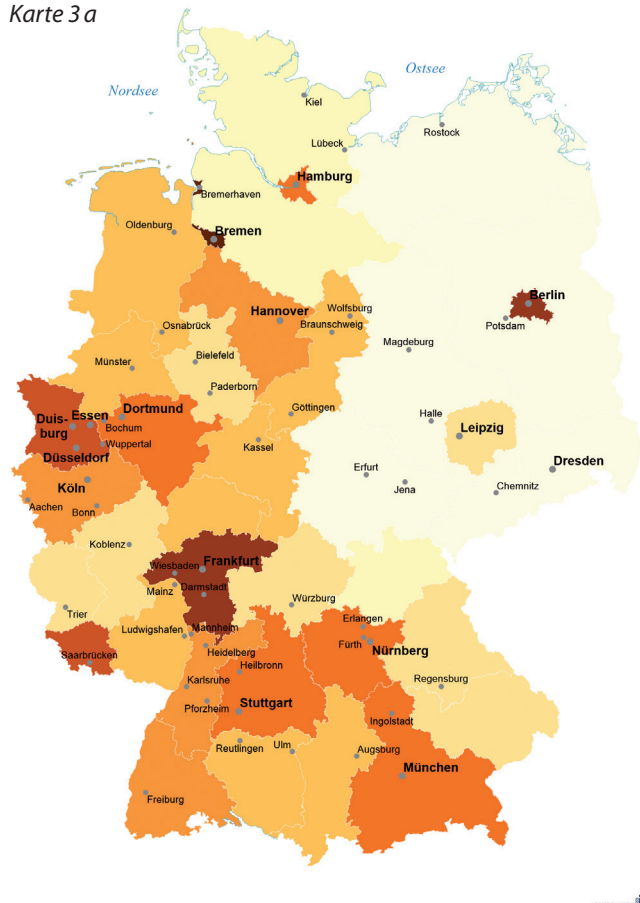 Karte 3 a
Ostsee
Nordsee
Kiel
Rostock
Lübeck
Hamburg
Bremerhaven
Oldenburg
Bremen
Berlin
Potsdam
Hannover
Wolfsburg
Braunschweig
Osnabrück
Magdeburg
Bielefeld
Münster
Paderborn
Göttingen
Dortmund
Essen
Duis-
burg
Bochum
Halle
Leipzig
Wuppertal
Kassel
Düsseldorf
Dresden
Erfurt
Köln
Jena
Chemnitz
Aachen
Bonn
Koblenz
Frankfurt
Wiesbaden
Mainz
Darmstadt
Würzburg
Trier
Erlangen
Ludwigshafen
Mannheim
Fürth
Nürnberg
Heidelberg
Saarbrücken
Heilbronn
Regensburg
Karlsruhe
Pforzheim
Stuttgart
Ingolstadt
Reutlingen
Ulm
Augsburg
München
Freiburg